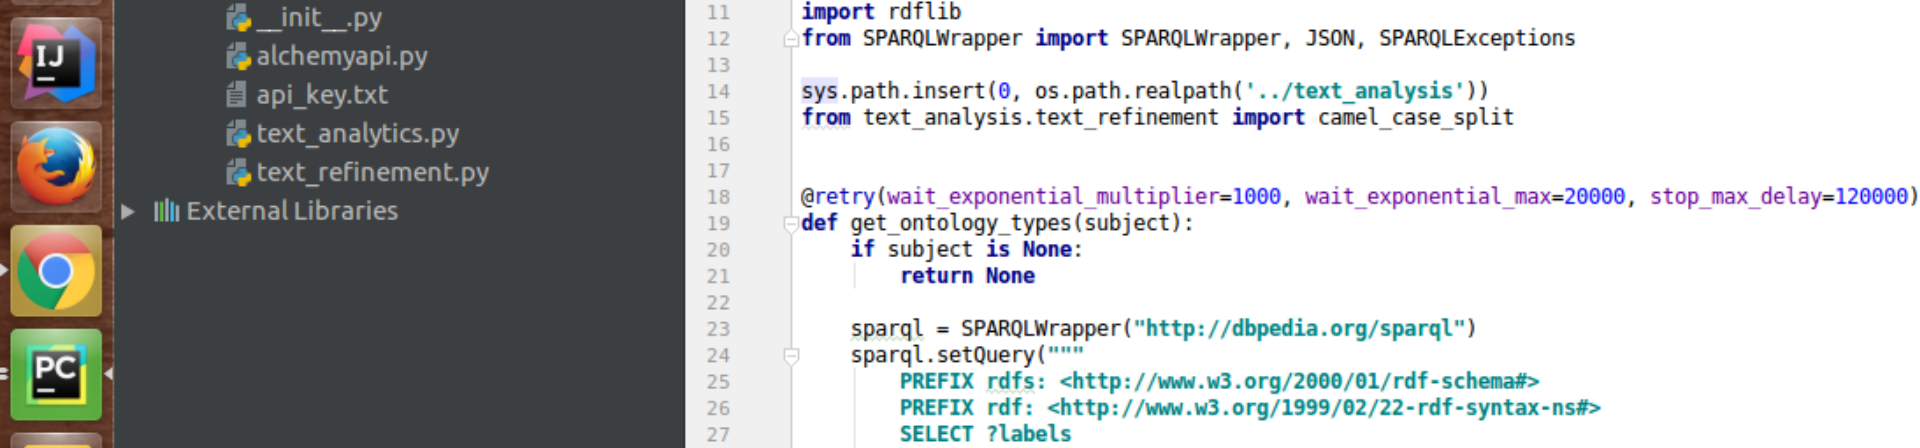 IJ
PC
__init__.py
alchemyapi.py
api_key.txt
text_analytics.py
text_refinement.py
External Libraries
11 import rdflib
12 from SPARQLWrapper import SPARQLWrapper, JSON, SPARQLExceptions
13
14 sys.path.insert(0, os.path.realpath('../text_analysis'))
15 from text_analysis.text_refinement import camel_case_split
16
17
18 @retry(wait_exponential_multiplier=1000, wait_exponential_max=20000, stop_max_delay=120000)
19 def get_ontology_types(subject):
20     if subject is None:
21         return None
22
23     sparql = SPARQLWrapper("http://dbpedia.org/sparql")
24     sparql.setQuery("""
25         PREFIX rdfs: <http://www.w3.org/2000/01/rdf-schema#>
26         PREFIX rdf: <http://www.w3.org/1999/02/22-rdf-syntax-ns#>
27         SELECT ?labels